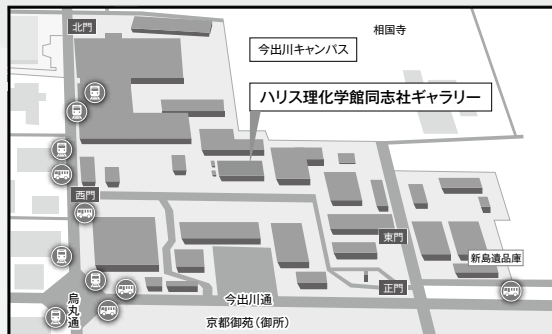 北門
相国寺
今出川キャンパス
ハリス理化学館同志社ギャラリー
西門
東門
新島遺品庫
正門
烏丸通
今出川通
京都御苑(御所)